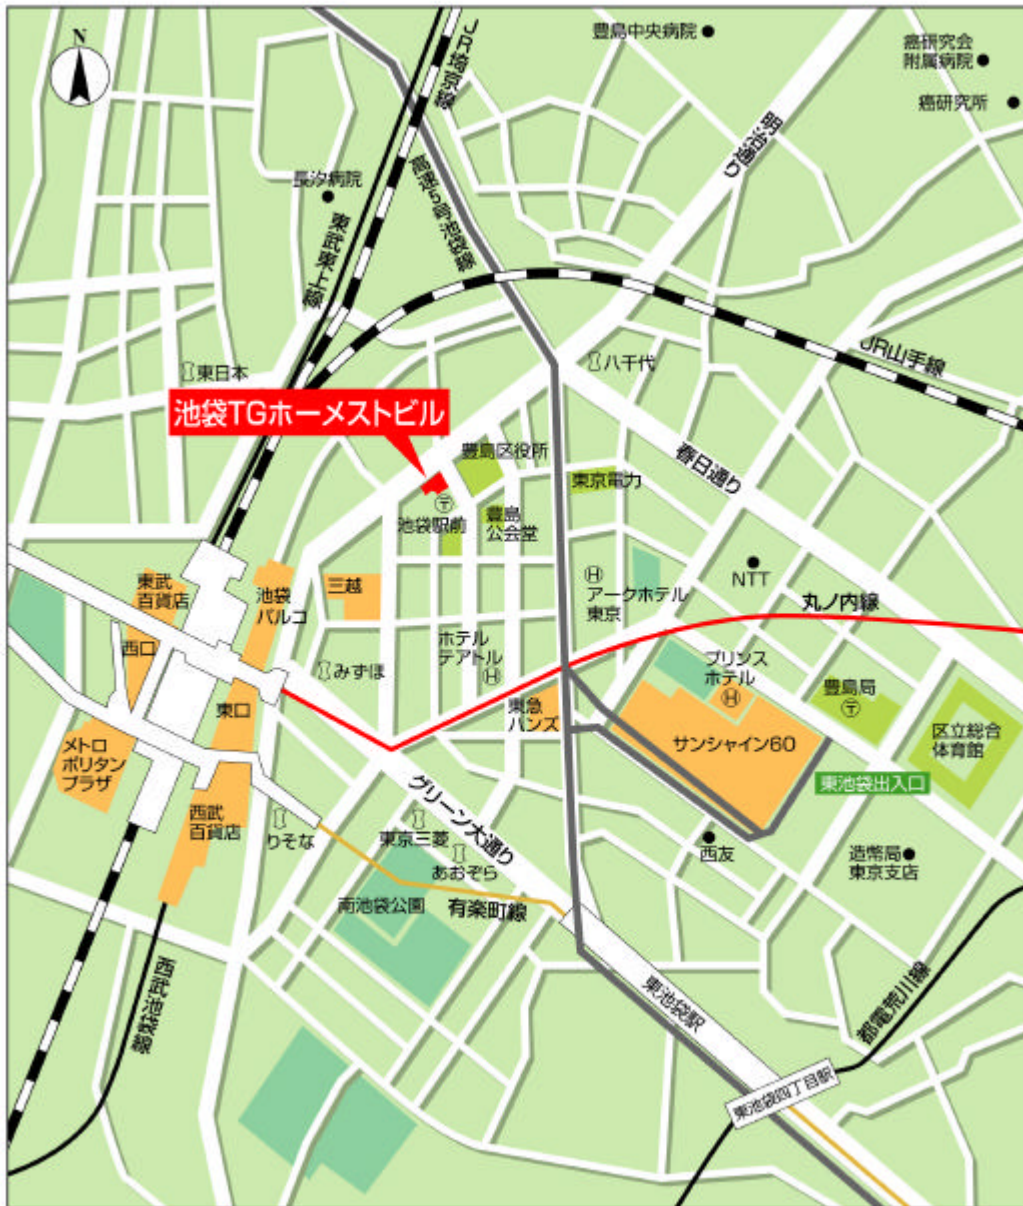 N
JR埼京線
豊島中央病院
癌研究会
附属病院
癌研究所
明治通り
長汐病院
高速5号池袋線
東武東上線
JR山手線
東日本
八千代
池袋TGホーメストビル
豊島区役所
春日通り
東京電力
〒
池袋駅前
豊島
公会堂
NTT
東武
百貨店
池袋
パルコ
三越
H
アークホテル
東京
丸ノ内線
西口
ホテル
テアトル
H
プリンス
ホテル
H
みずほ
豊島局
〒
東口
東急
ハンズ
区立総合
体育館
メトロ
ポリタン
プラザ
サンシャイン60
グリーン大通り
東池袋出入口
西武
百貨店
りそな
東京三菱
あおぞら
西友
造幣局
東京支店
南池袋公園
有楽町線
西武池袋線
東池袋駅
都電荒川線
東池袋四丁目駅